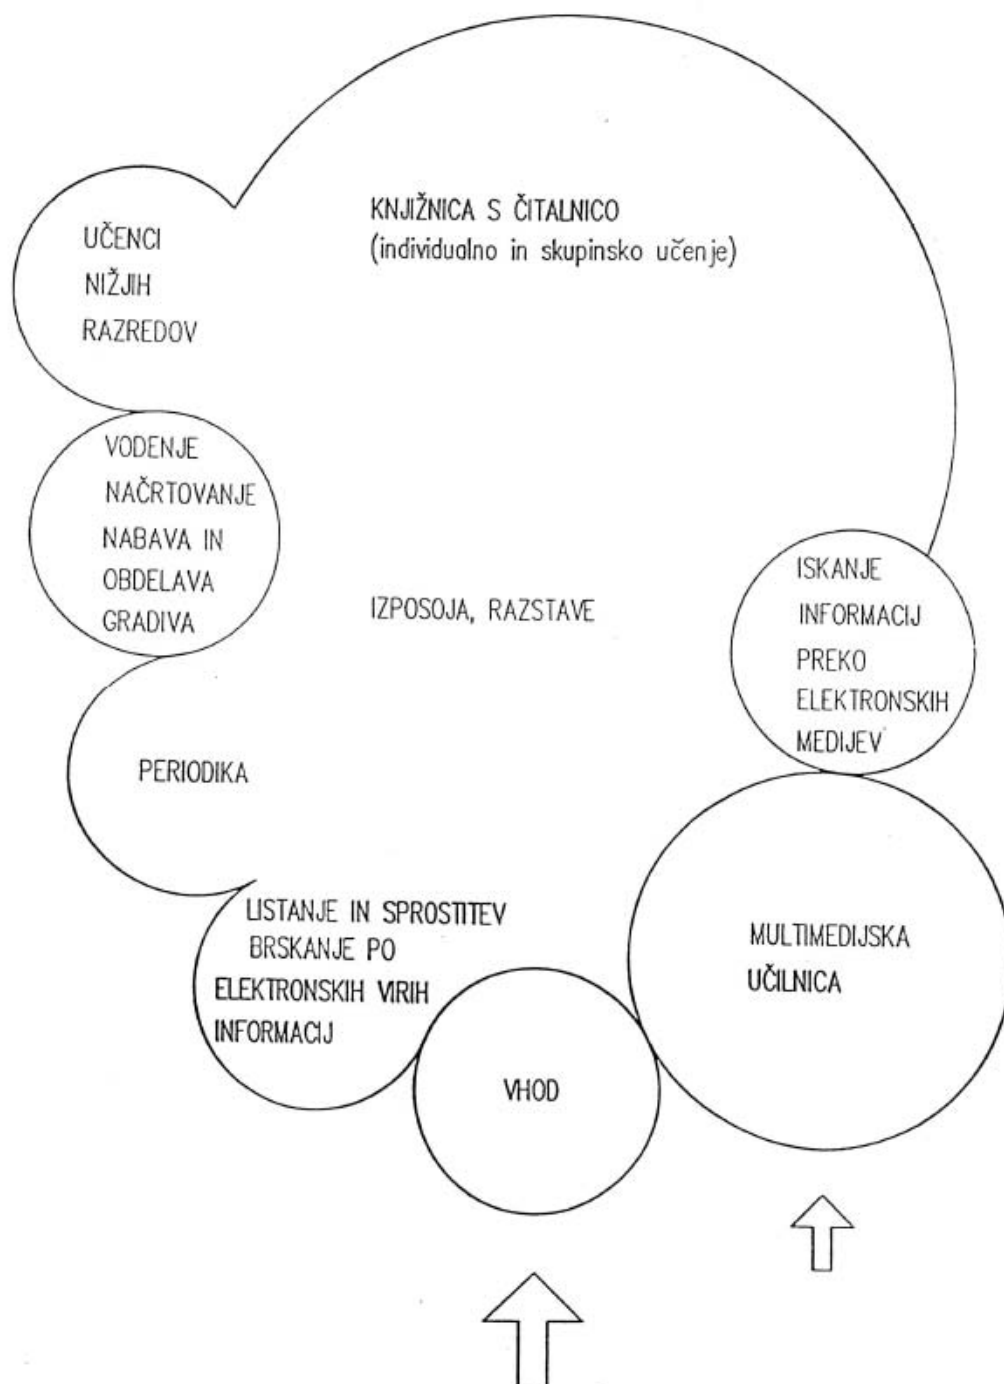 KNJIŽNICA S ČITALNICO
(individualno in skupinsko učenje)
UČENCI
NIŽJIH
RAZREDOV
VODENJE
NAČRTOVANJE
NABAVA IN
OBDELAVA
GRADIVA
IZPOSOJA, RAZSTAVE
ISKANJE
INFORMACIJ
PREKO
ELEKTRONSKIH
MEDIJEV
PERIODIKA
LISTANJE IN SPROSTITEV
BRSKANJE PO
ELEKTRONSKIH VIRIH
INFORMACIJ
MULTIMEDIJSKA
UČILNICA
VHOD